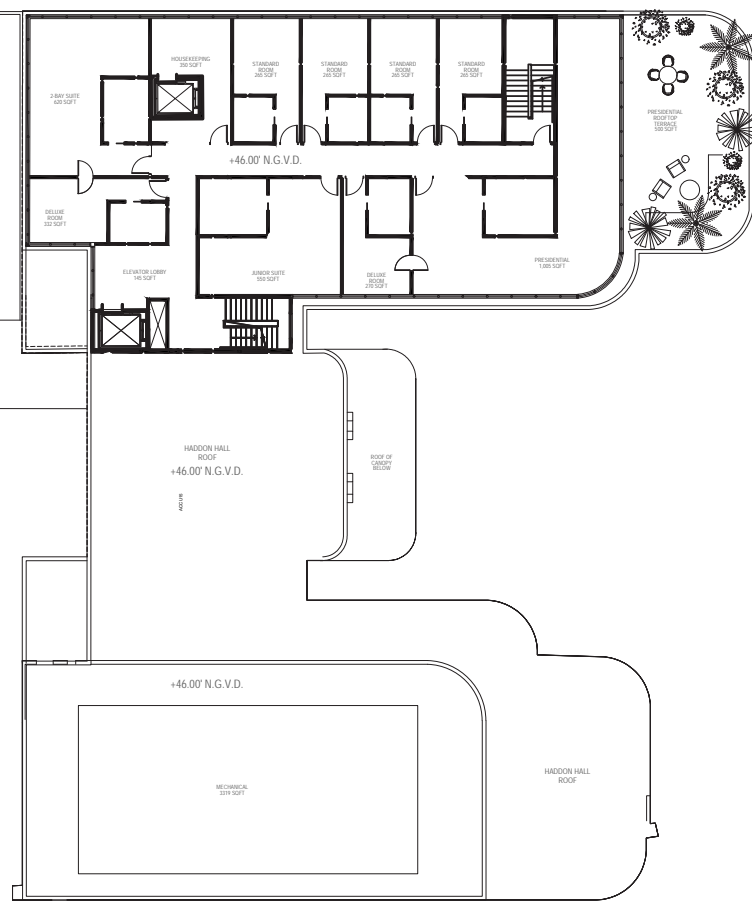 HOUSEKEEPING
350 SQFT
STANDARD
ROOM
265 SQFT
STANDARD
ROOM
265 SQFT
STANDARD
ROOM
265 SQFT
STANDARD
ROOM
265 SQFT
2-BAY SUITE
620 SQFT
PRESIDENTIAL
ROOFTOP
TERRACE
500 SQFT
+46.00' N.G.V.D.
DELUXE
ROOM
332 SQFT
ELEVATOR LOBBY
145 SQFT
JUNIOR SUITE
550 SQFT
DELUXE
ROOM
270 SQFT
PRESIDENTIAL
1,005 SQFT
HADDON HALL
ROOF
+46.00' N.G.V.D.
ROOF OF
CANOPY
BELOW
+46.00' N.G.V.D.
MECHANICAL
3319 SQFT
HADDON HALL
ROOF